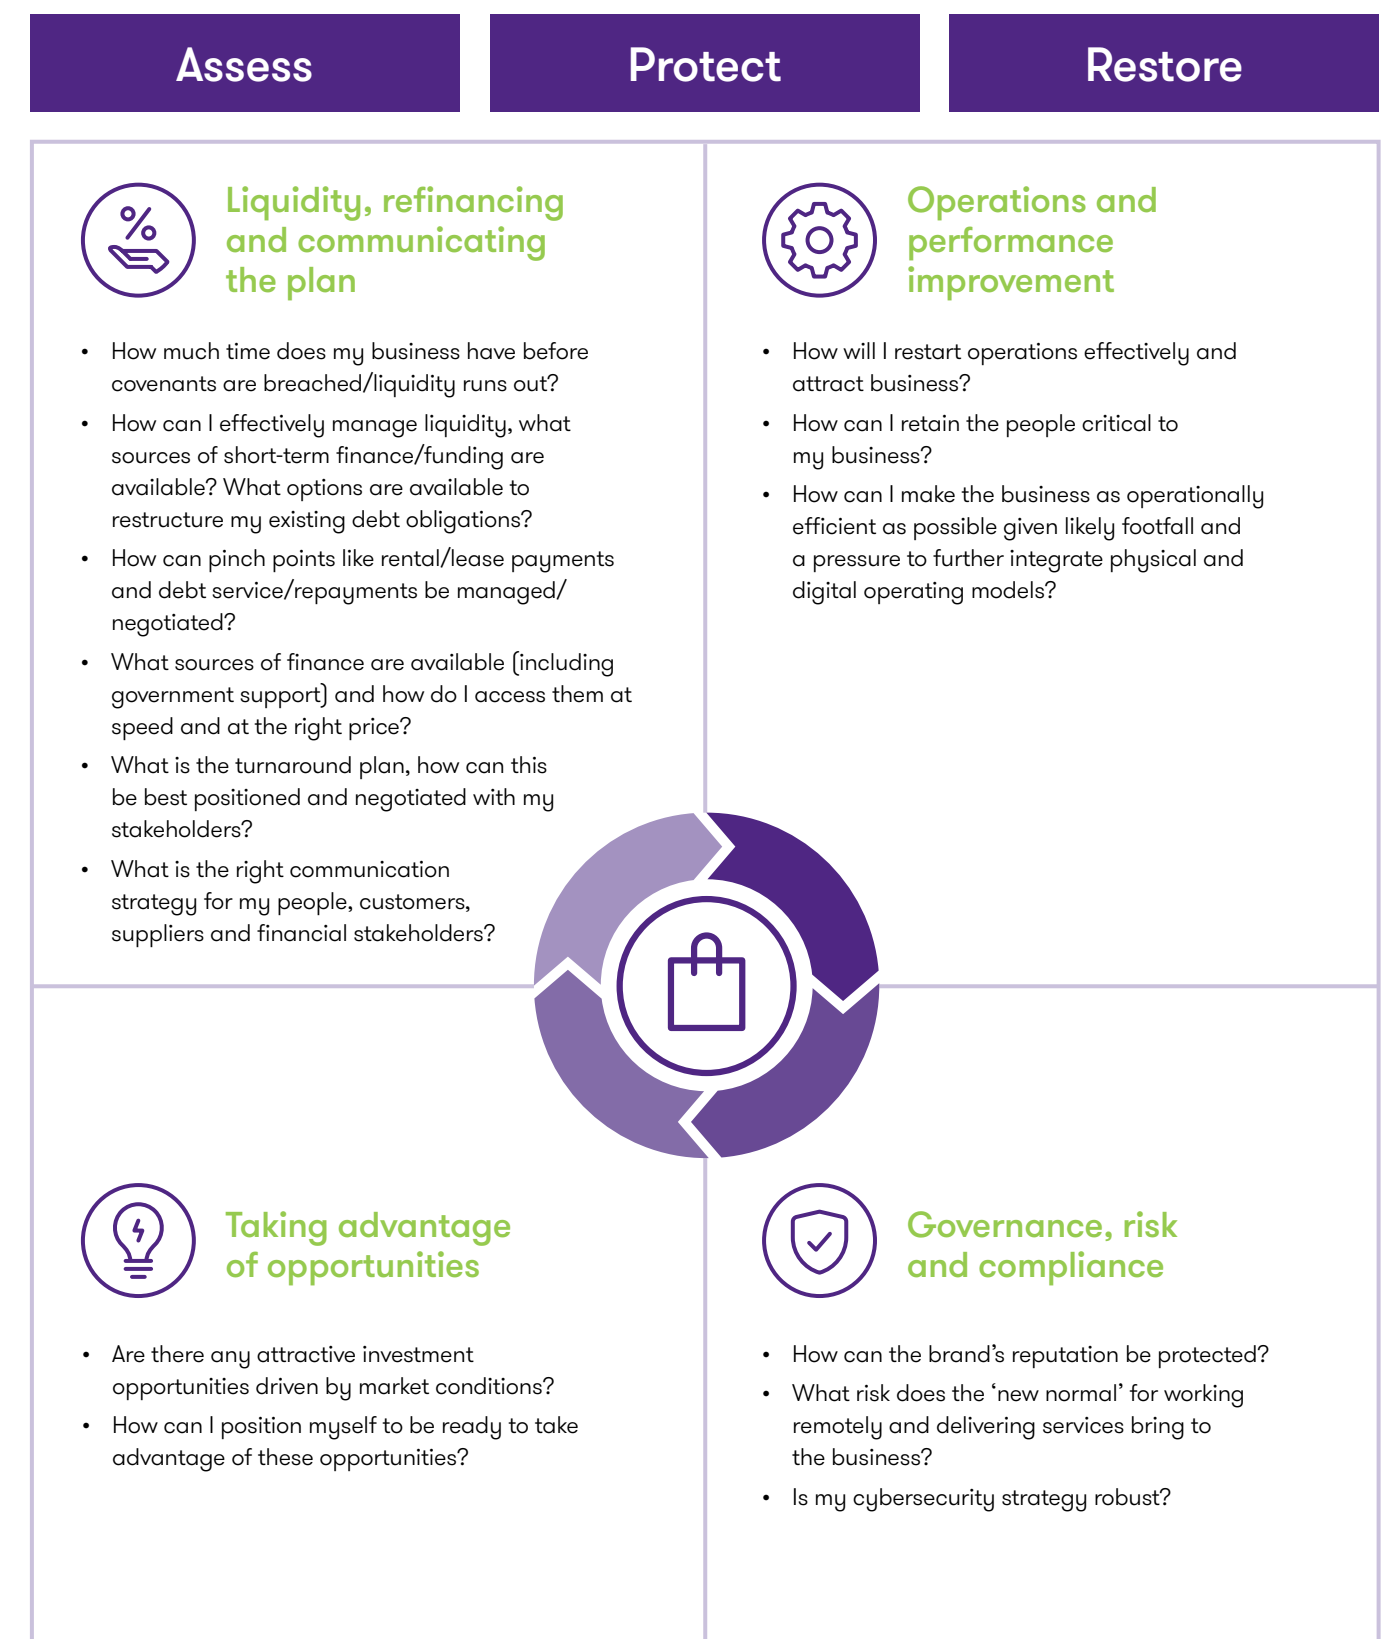 Assess
Protect
Restore
Liquidity, refinancing
and communicating
the plan
• How much time does my business have before
covenants are breached/liquidity runs out?
• How can I effectively manage liquidity, what
sources of short-term finance/funding are
available? What options are available to
restructure my existing debt obligations?
• How can pinch points like rental/lease payments
and debt service/repayments be managed/
negotiated?
• What sources of finance are available (including
government support) and how do I access them at
speed and at the right price?
• What is the turnaround plan, how can this
be best positioned and negotiated with my
stakeholders?
• What is the right communication
strategy for my people, customers,
suppliers and financial stakeholders?
Operations and
performance
improvement
• How will I restart operations effectively and
attract business?
• How can I retain the people critical to
my business?
• How can I make the business as operationally
efficient as possible given likely footfall and
a pressure to further integrate physical and
digital operating models?
Taking advantage
of opportunities
• Are there any attractive investment
opportunities driven by market conditions?
• How can I position myself to be ready to take
advantage of these opportunities?
Governance, risk
and compliance
• How can the brand's reputation be protected?
• What risk does the ‘new normal’ for working
remotely and delivering services bring to
the business?
• Is my cybersecurity strategy robust?